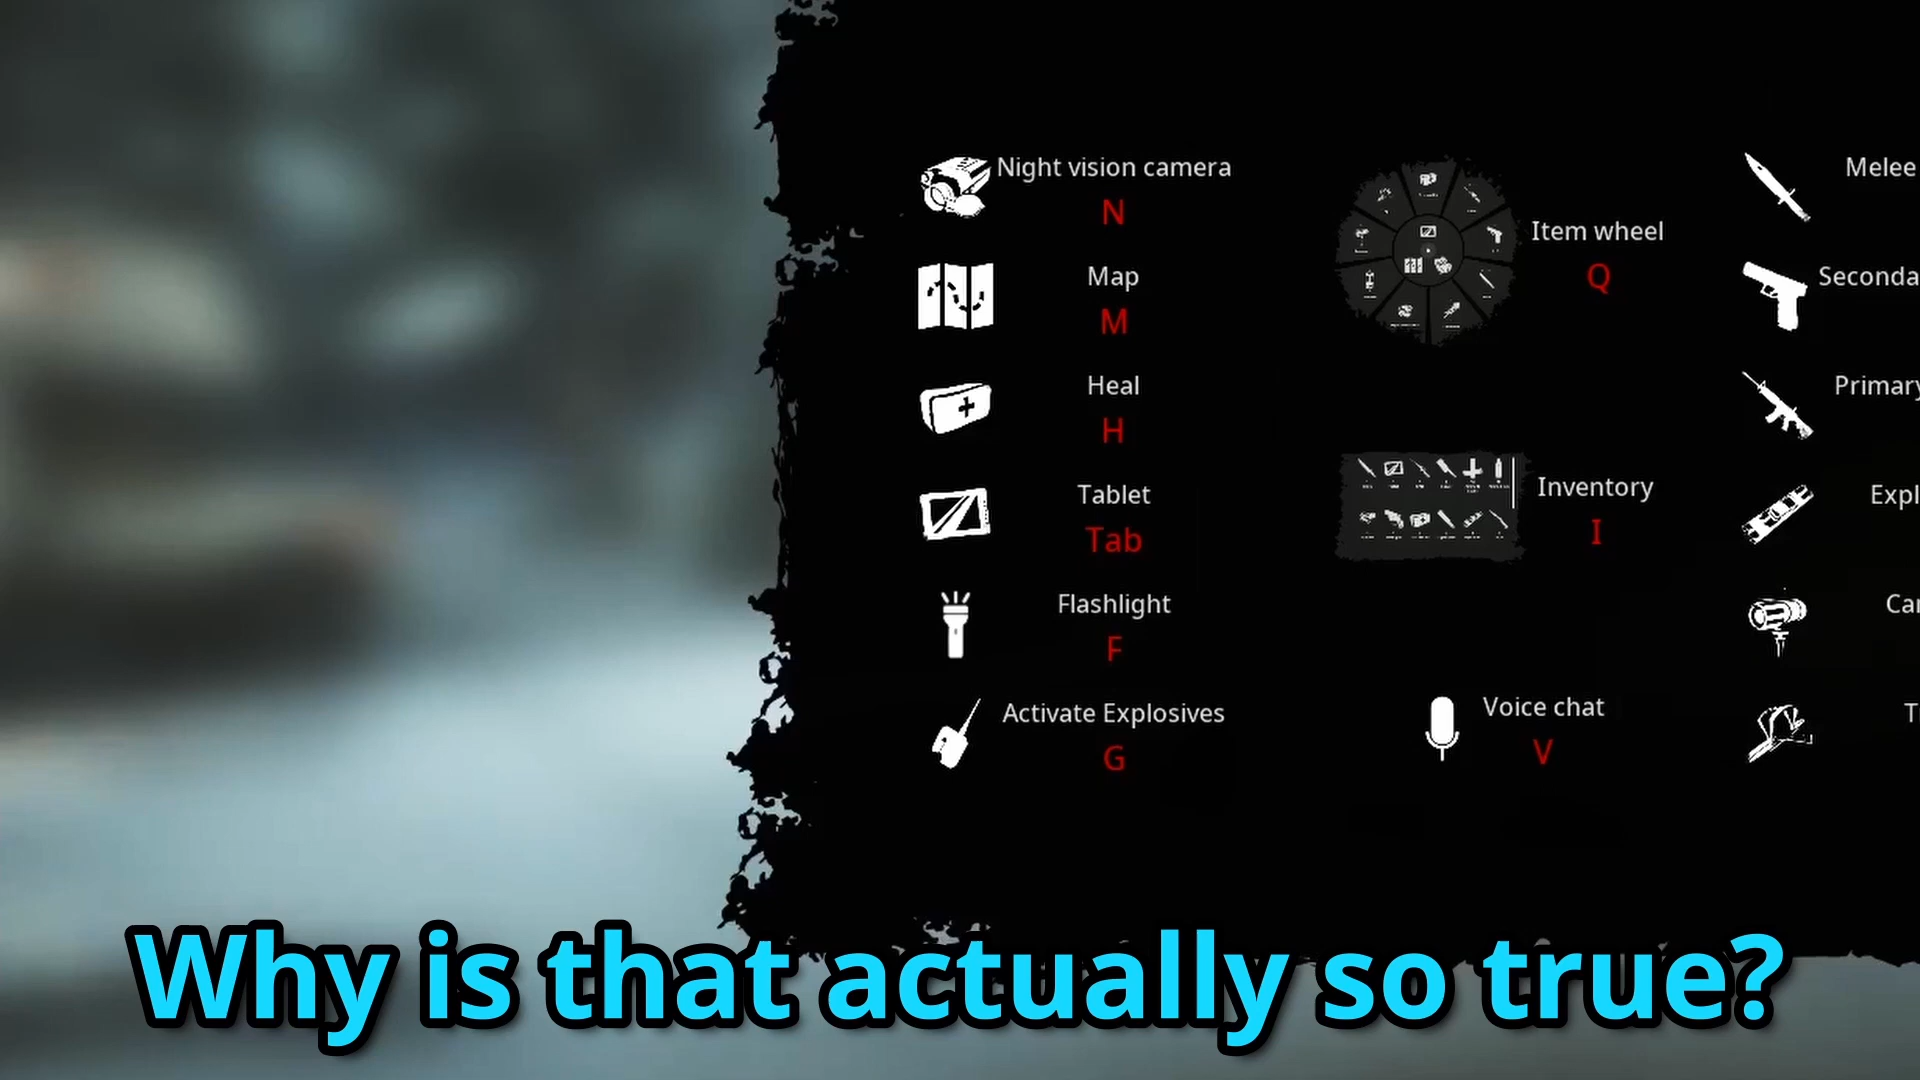 Night vision camera
N
Map
M
Heal
H
Tablet
Tab
Flashlight
F
Activate Explosives
G
Item wheel
Q
Inventory
I
Voice chat
V
Melee
Seconda
Primary
Expl
Car
T
Why is that actually so true?